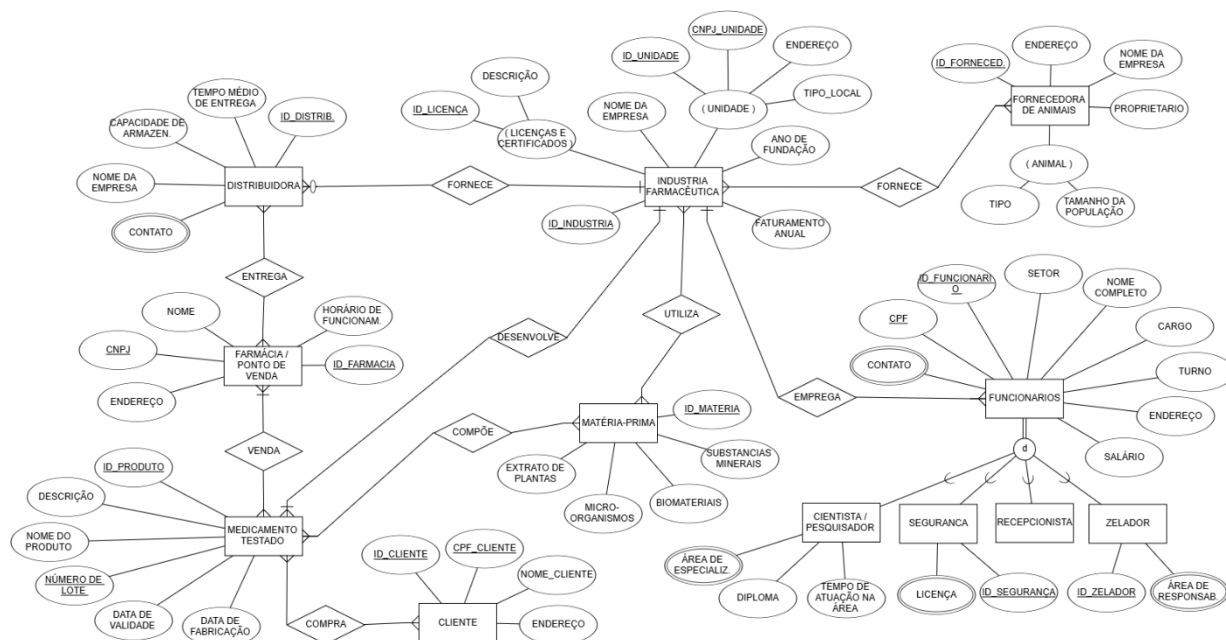 CNPJ_UNIDADE
ID_UNIDADE
ENDEREÇO
TIPO_LOCAL
( UNIDADE )
DESCRIÇÃO
ID_LICENÇA
( LICENÇAS E
CERTIFICADOS )
NOME DA
EMPRESA
ANO DE
FUNDAÇÃO
INDUSTRIA
FARMACÊUTICA
ID_INDUSTRIA
FATURAMENTO
ANUAL
ENDEREÇO
ID_FORNECED.
NOME DA
EMPRESA
FORNECEDORA
DE ANIMAIS
PROPRIETARIO
( ANIMAL )
TIPO
TAMANHO DA
POPULAÇÃO
FORNECE
FORNECE
TEMPO MÉDIO
DE ENTREGA
CAPACIDADE DE
ARMAZEN.
ID_DISTRIB.
NOME DA
EMPRESA
DISTRIBUIDORA
CONTATO
ENTREGA
NOME
HORÁRIO DE
FUNCIONAM.
CNPJ
FARMÁCIA /
PONTO DE
VENDA
ID_FARMACIA
ENDEREÇO
VENDA
DESENVOLVE
UTILIZA
EMPREGA
COMPÕE
ID_MATERIA
MATÉRIA-PRIMA
EXTRATO DE
PLANTAS
SUBSTANCIAS
MINERAIS
MICRO-
ORGANISMOS
BIOMATERIAIS
ID_PRODUTO
DESCRIÇÃO
NOME DO
PRODUTO
MEDICAMENTO
TESTADO
NÚMERO DE
LOTE
DATA DE
VALIDADE
DATA DE
FABRICAÇÃO
COMPRA
ID_CLIENTE
CPF_CLIENTE
NOME_CLIENTE
CLIENTE
ENDEREÇO
ID_FUNCIONARI
O
SETOR
NOME
COMPLETO
CPF
CARGO
CONTATO
TURNO
FUNCIONARIOS
ENDEREÇO
SALÁRIO
d
CIENTISTA /
PESQUISADOR
SEGURANCA
RECEPCIONISTA
ZELADOR
ÁREA DE
ESPECIALIZ.
DIPLOMA
TEMPO DE
ATUAÇÃO NA
ÁREA
LICENÇA
ID_SEGURANÇA
ID_ZELADOR
ÁREA DE
RESPONSAB.